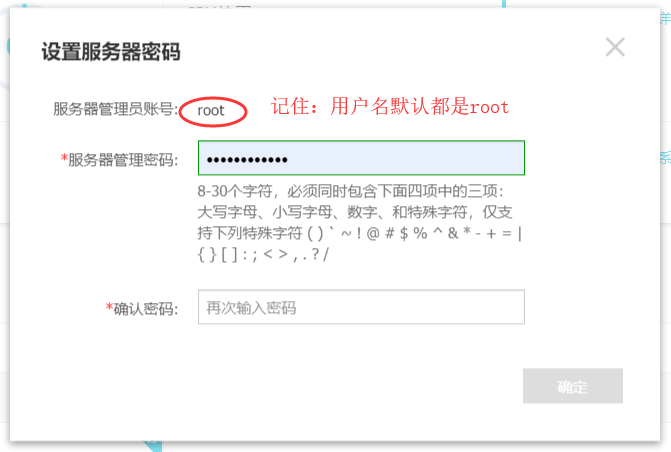 设置服务器密码
服务器管理员账号: root 记住：用户名默认都是root
*服务器管理密码: ••••••••••••
8-30个字符，必须同时包含下面四项中的三项：
大写字母、小写字母、数字、和特殊字符，仅支
持下列特殊字符 ( ) ` ~ ! @ # $ % ^ & * - + = |
{ } [ ] : ; < > , . ? /
*确认密码: 再次输入密码
确定